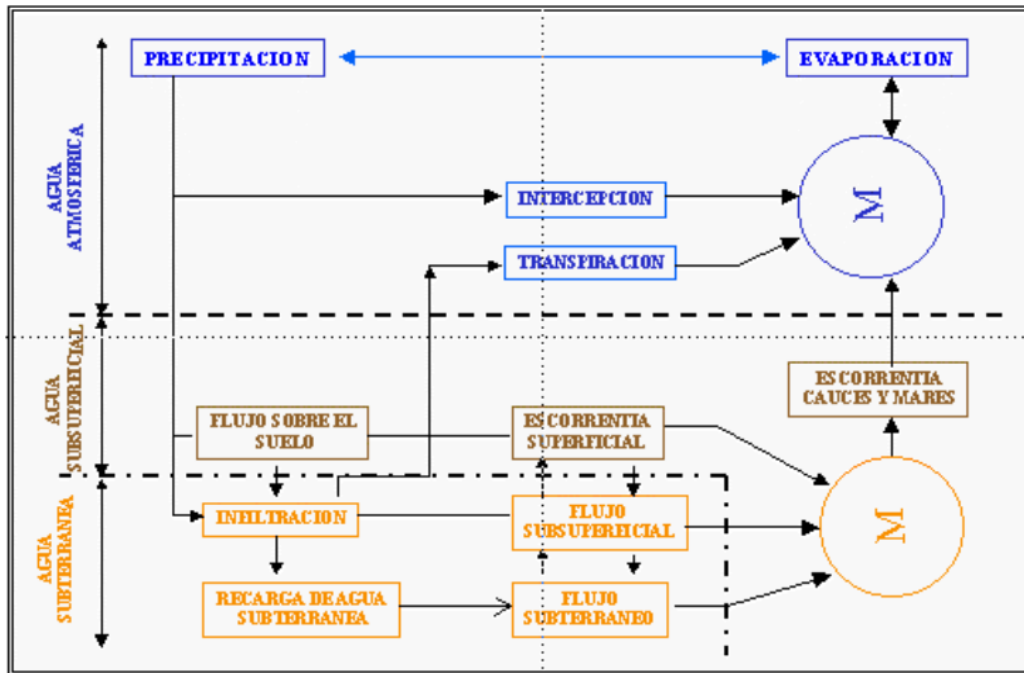 PRECIPITACION
EVAPORACION
AGUA
ATMOSFERICA
M
INTERCEPCION
TRANSPIRACION
AGUA
SUBSUPERFICIAL
ESCORRENTIA
CAUCES Y MARES
FLUJO SOBRE EL
SUELO
ESCORRENTIA
SUPERFICIAL
AGUA
SUBTERRANEA
INFILTRACION
FLUJO
SUBSUPERFICIAL
M
RECARGA DE AGUA
SUBTERRANEA
FLUJO
SUBTERRANEO